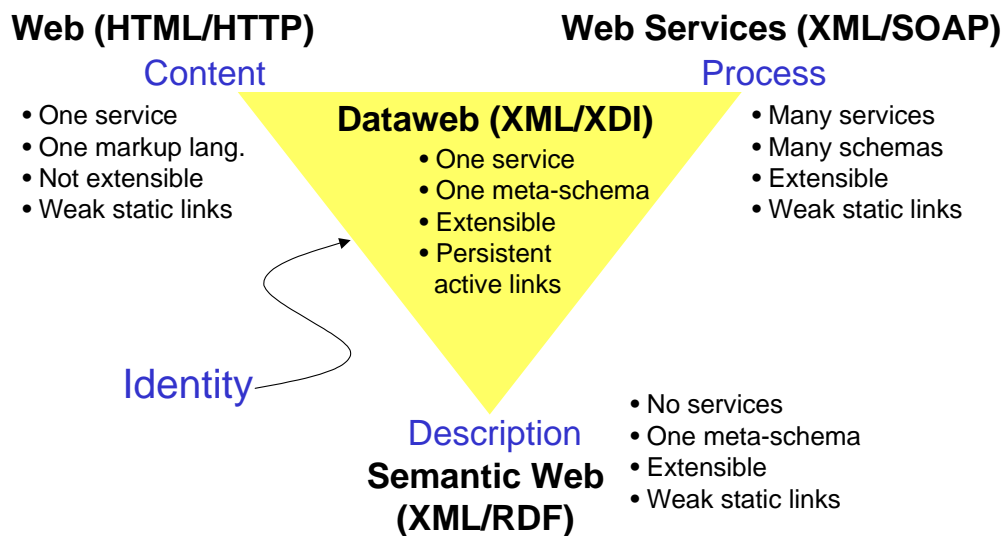 Web (HTML/HTTP)
Content
• One service
• One markup lang.
• Not extensible
• Weak static links
Web Services (XML/SOAP)
Process
• Many services
• Many schemas
• Extensible
• Weak static links
Dataweb (XML/XDI)
• One service
• One meta-schema
• Extensible
• Persistent
active links
Identity
Description
Semantic Web
(XML/RDF)
• No services
• One meta-schema
• Extensible
• Weak static links